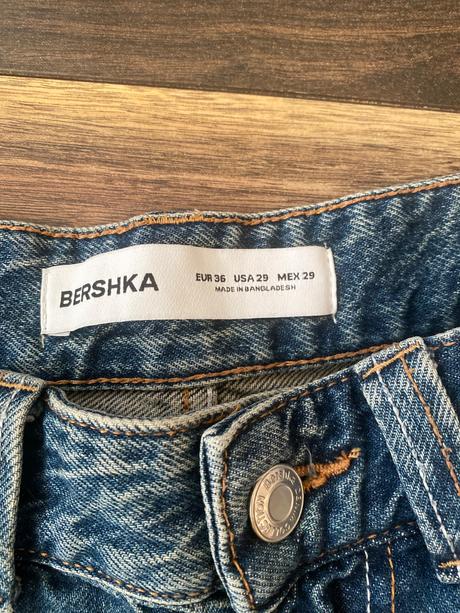 BERSHKA
EUR 36 USA 29 MEX 29
MADE IN BANGLADESH